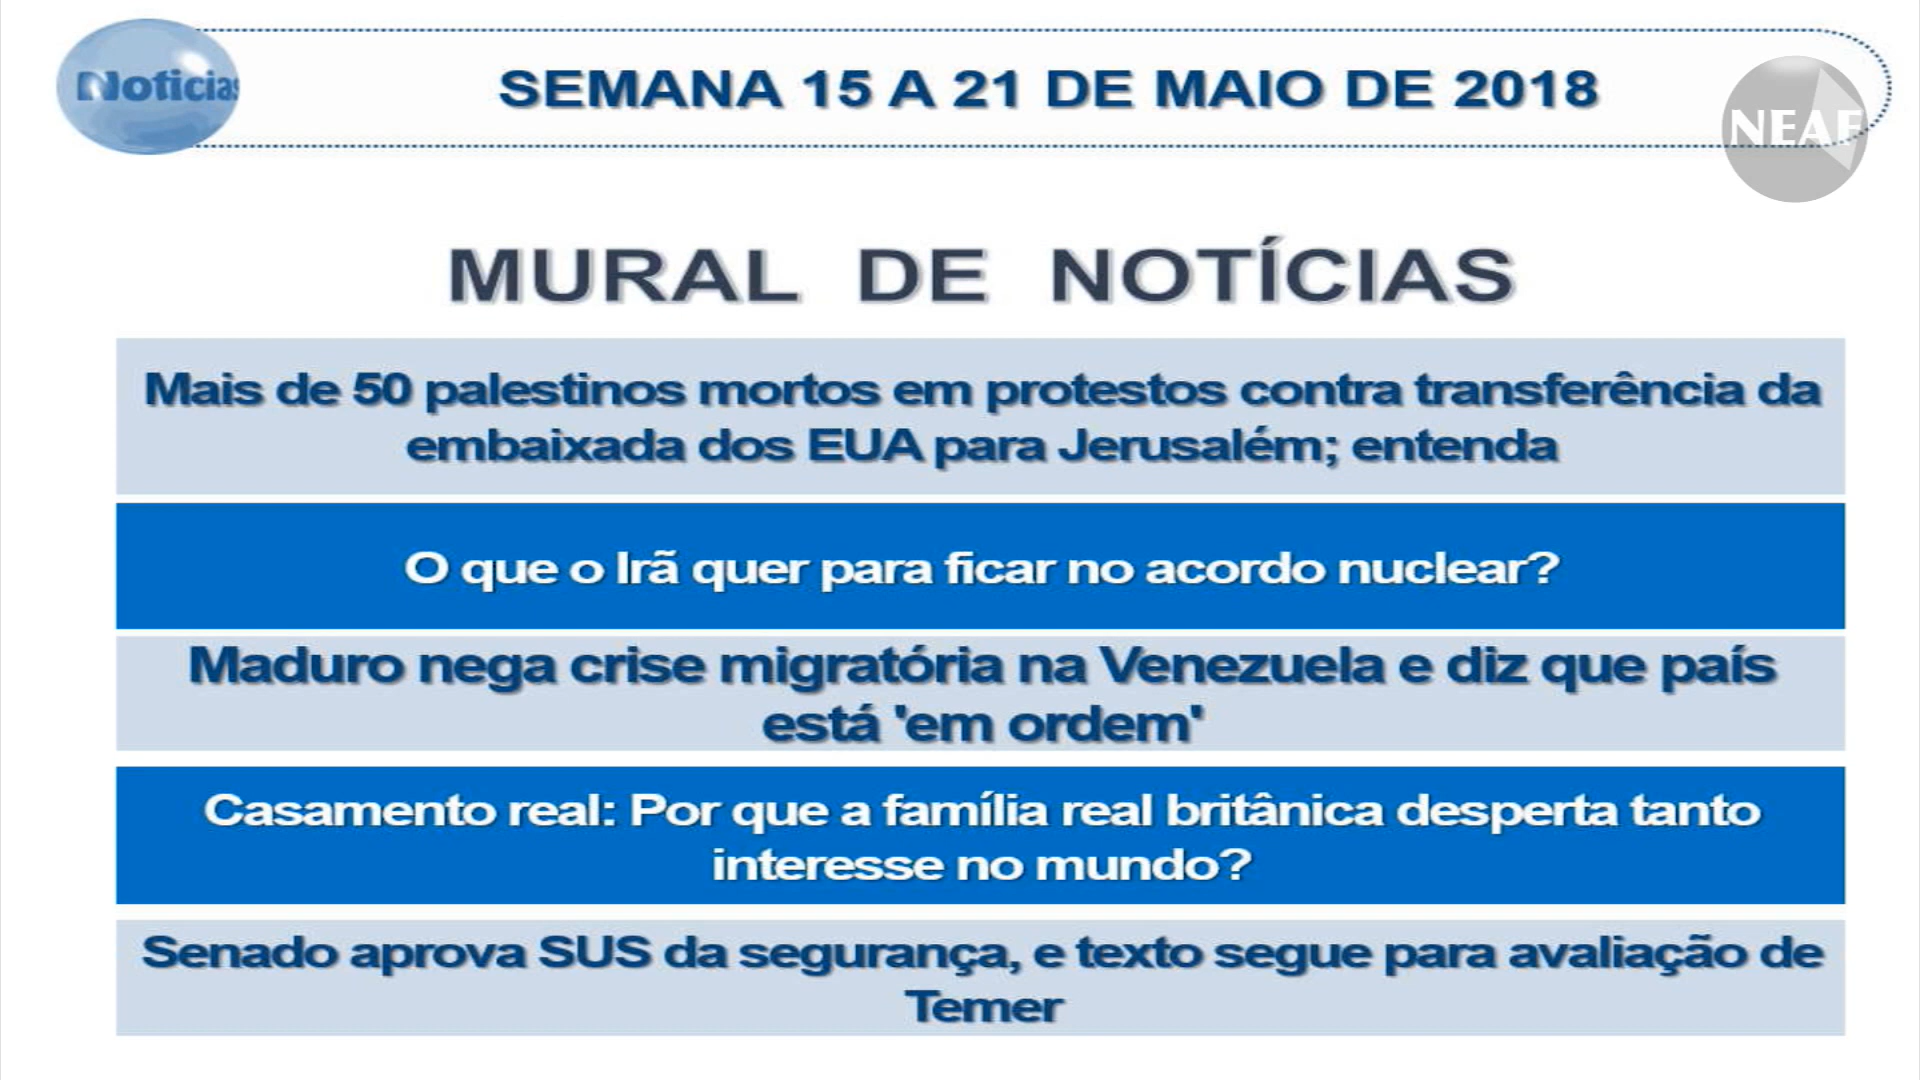 Noticias
SEMANA 15 A 21 DE MAIO DE 2018
NEAF
MURAL DE NOTÍCIAS
Mais de 50 palestinos mortos em protestos contra transferência da
embaixada dos EUA para Jerusalém; entenda
O que o Irã quer para ficar no acordo nuclear?
Maduro nega crise migratória na Venezuela e diz que país
está 'em ordem'
Casamento real: Por que a família real britânica desperta tanto
interesse no mundo?
Senado aprova SUS da segurança, e texto segue para avaliação de
Temer